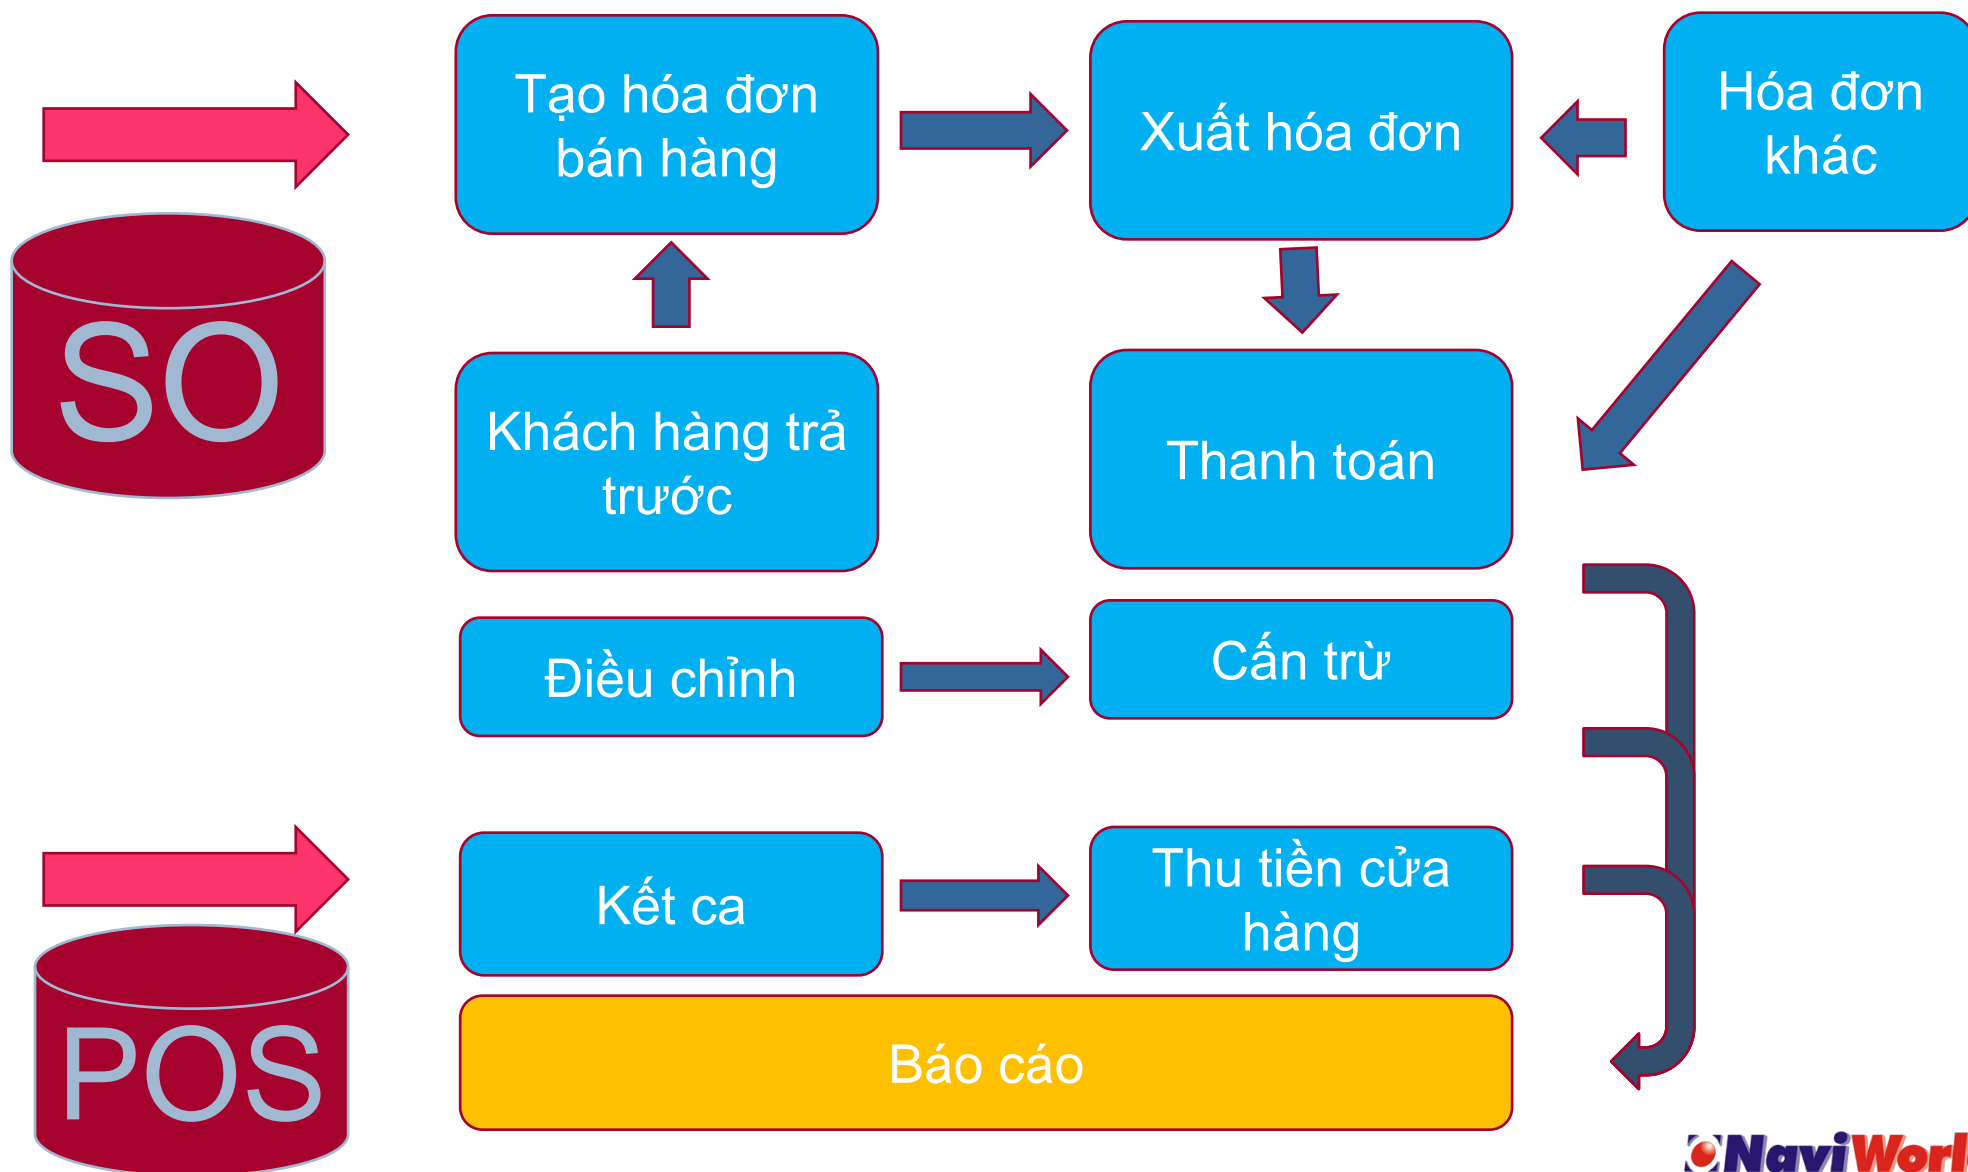 Tạo hóa đơn
bán hàng
Xuất hóa đơn
Hóa đơn
khác
SO
Khách hàng trả
trước
Thanh toán
Điều chỉnh
Cấn trừ
Kết ca
Thu tiền cửa
hàng
POS
Báo cáo
NaviWorl